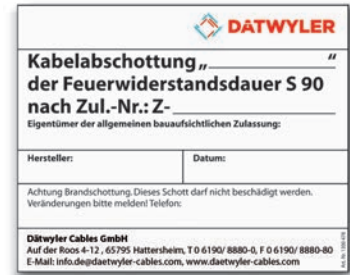 DÄTWYLER
Kabelabschottung „ “
der Feuerwiderstandsdauer S 90
nach Zul.-Nr.: Z-
Eigentümer der allgemeinen bauaufsichtlichen Zulassung:
Hersteller: Datum:
Achtung Brandschottung. Dieses Schott darf nicht beschädigt werden.
Veränderungen bitte melden! Telefon:
Dätwyler Cables GmbH
Auf der Roos 4-12 , 65795 Hattersheim, T 0 6190/ 8880-0, F 0 6190/ 8880-80
E-Mail: info.de@daetwyler-cables.com, www.daetwyler-cables.com